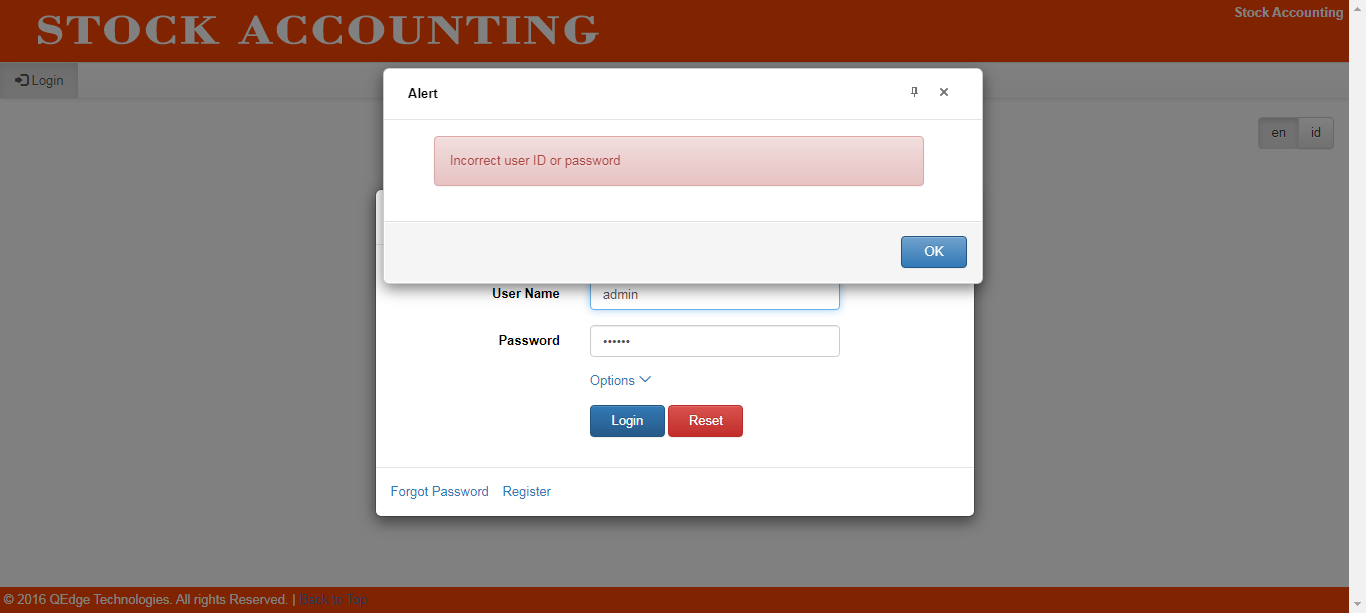 STOCK ACCOUNTING
Stock Accounting
Login
Alert
en id
Incorrect user ID or password
OK
User Name admin
Password ••••••
Options
Login Reset
Forgot Password Register
© 2016 QEdge Technologies. All rights Reserved. | Back to Top